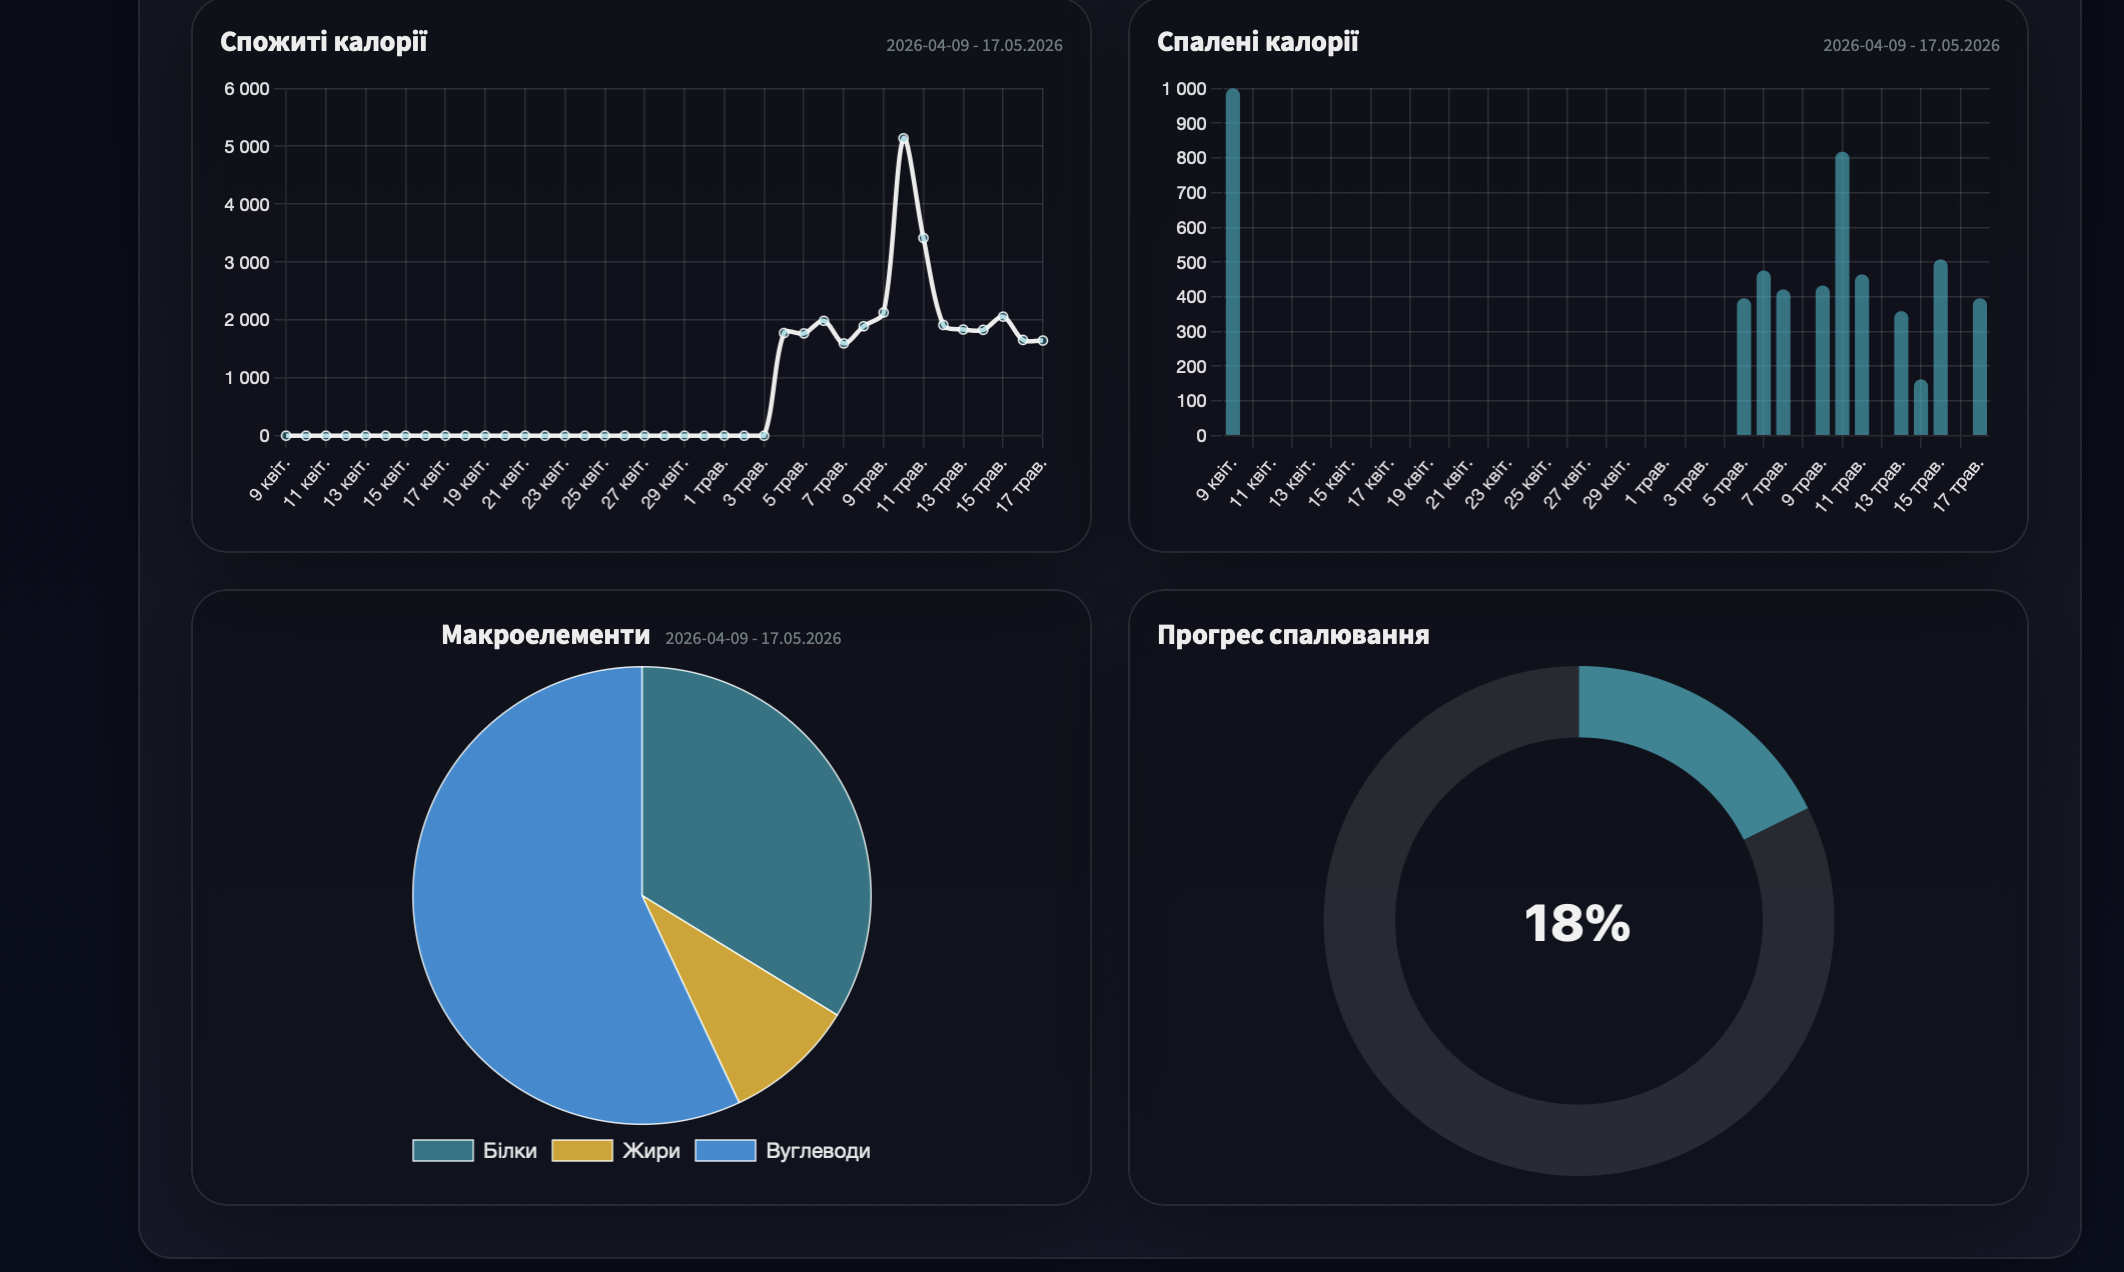 Спожиті калорії
2026-04-09 - 17.05.2026
6 000
5 000
4 000
3 000
2 000
1 000
0
9 квіт.
11 квіт.
13 квіт.
15 квіт.
17 квіт.
19 квіт.
21 квіт.
23 квіт.
25 квіт.
27 квіт.
29 квіт.
1 трав.
3 трав.
5 трав.
7 трав.
9 трав.
11 трав.
13 трав.
15 трав.
17 трав.
Спалені калорії
2026-04-09 - 17.05.2026
1 000
900
800
700
600
500
400
300
200
100
0
9 квіт.
11 квіт.
13 квіт.
15 квіт.
17 квіт.
19 квіт.
21 квіт.
23 квіт.
25 квіт.
27 квіт.
29 квіт.
1 трав.
3 трав.
5 трав.
7 трав.
9 трав.
11 трав.
13 трав.
15 трав.
17 трав.
Макроелементи 2026-04-09 - 17.05.2026
Білки Жири Вуглеводи
Прогрес спалювання
18%